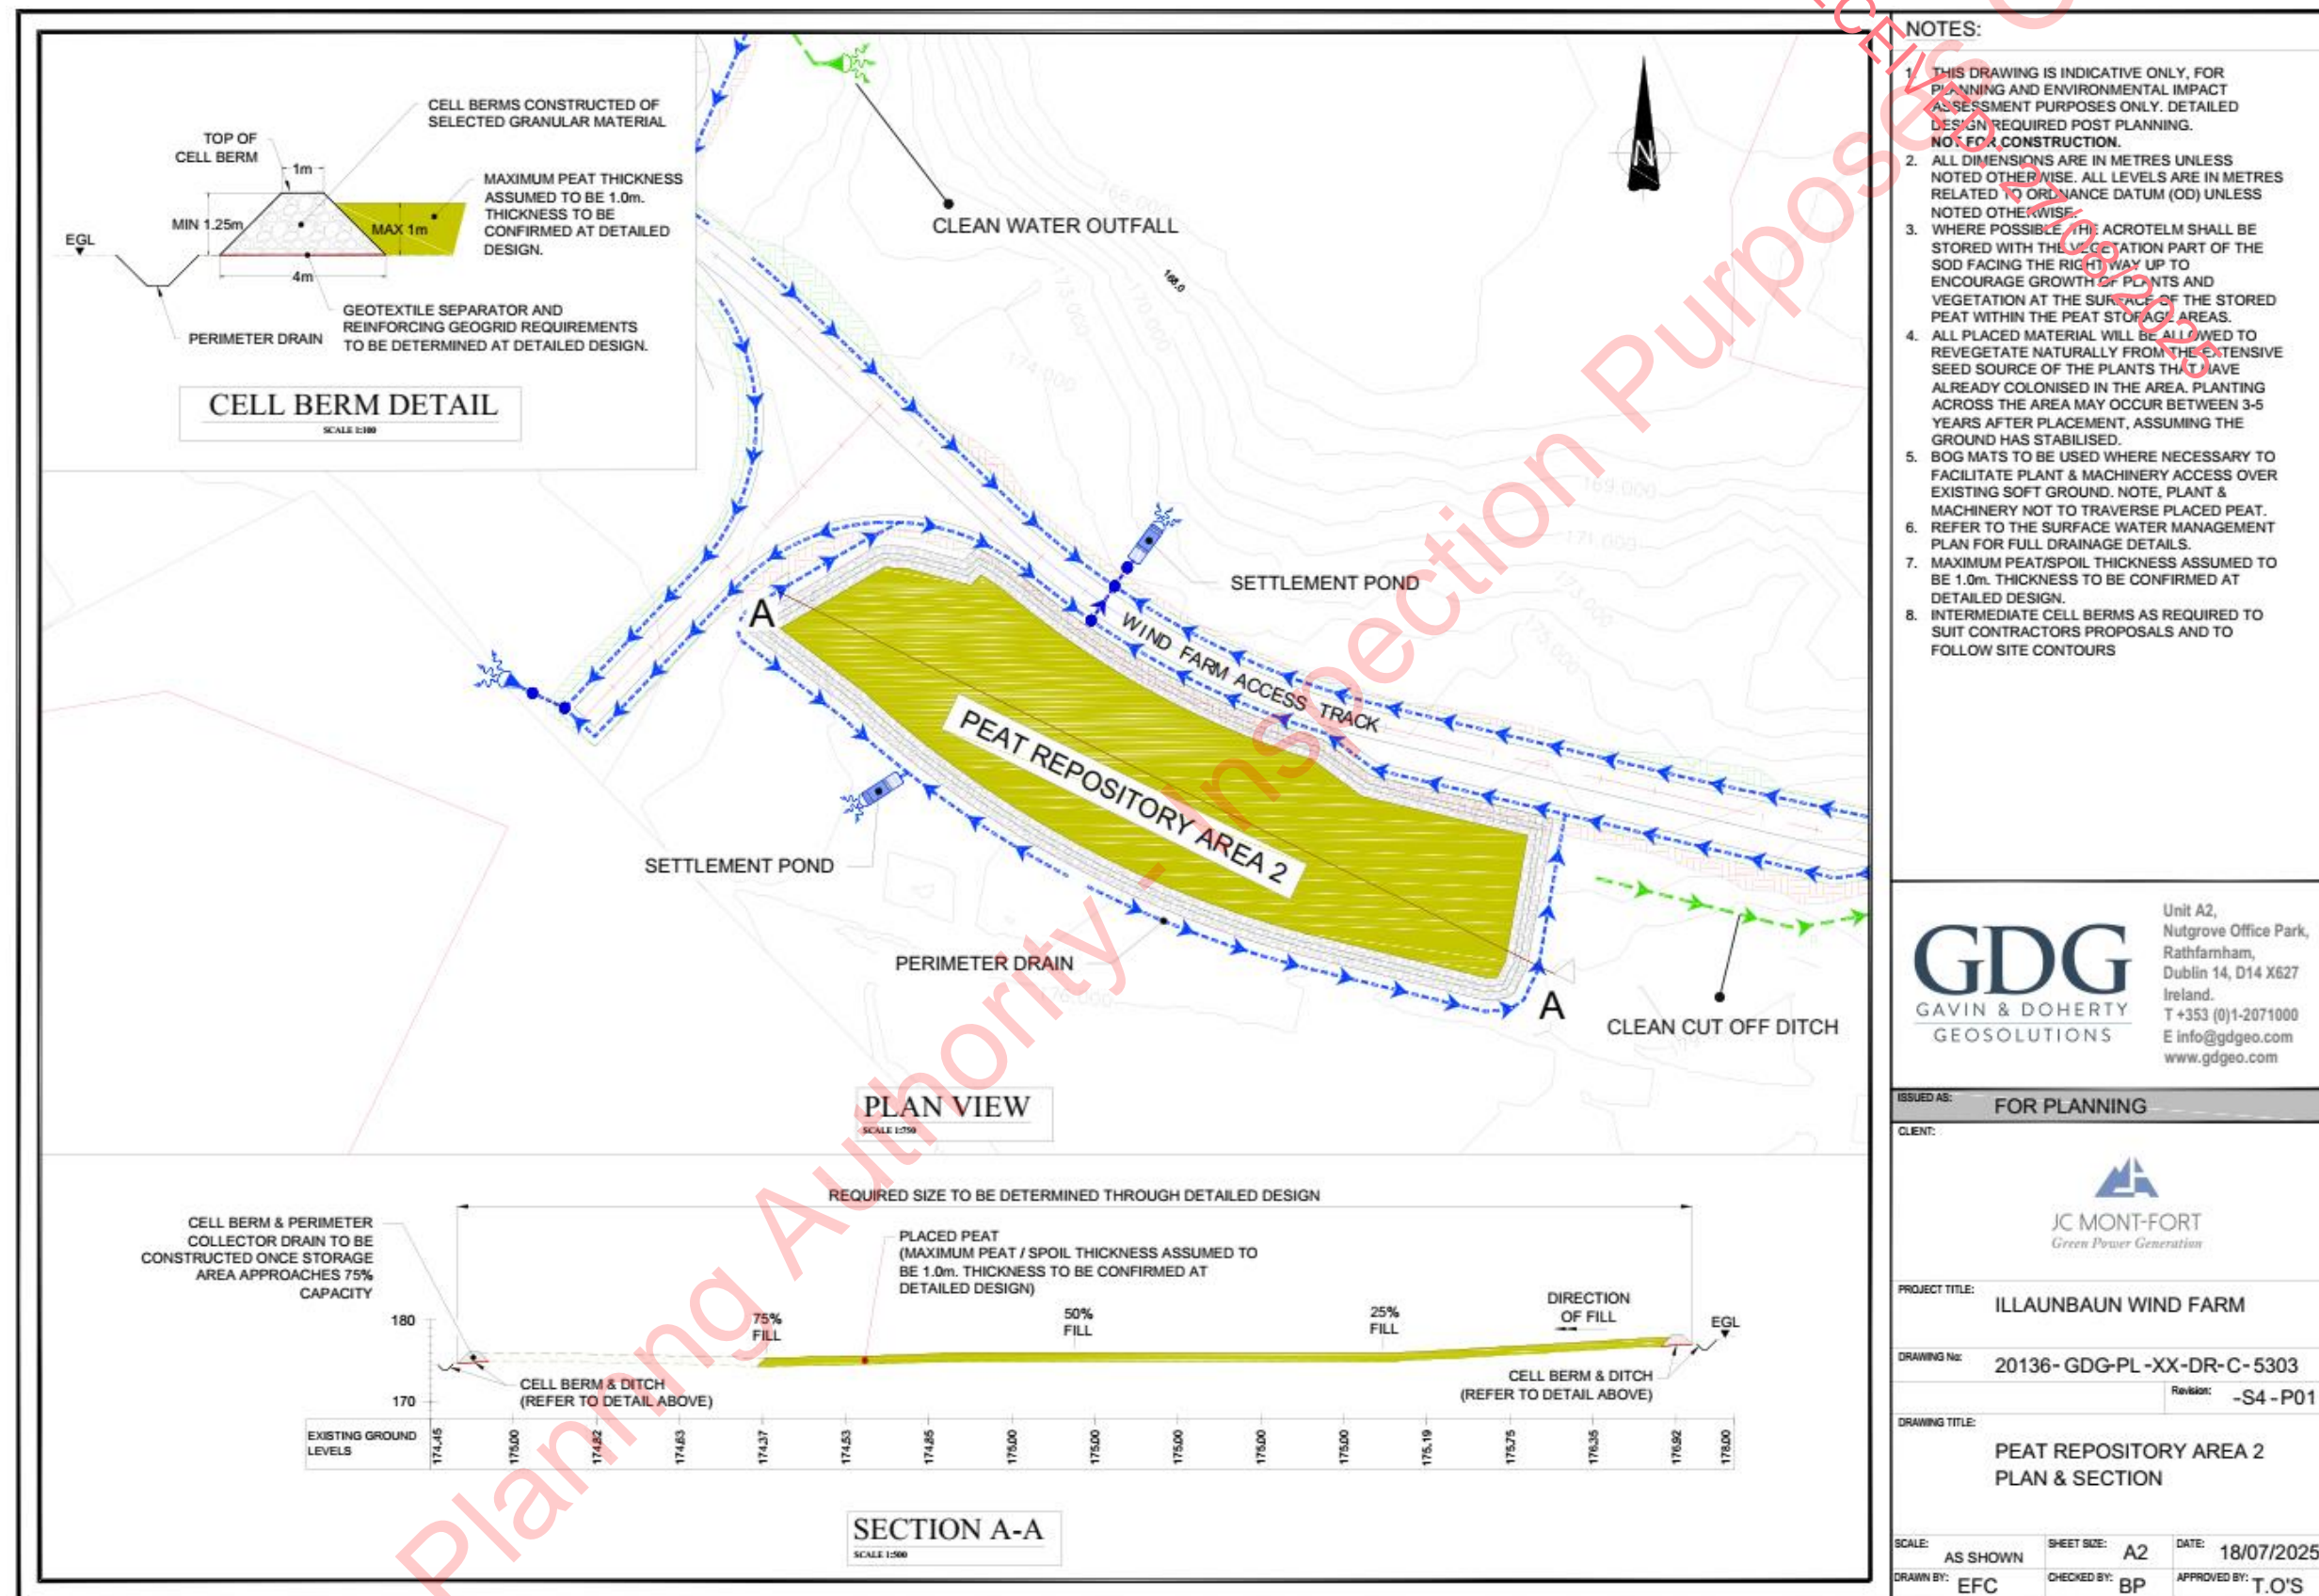 CELL BERMS CONSTRUCTED OF
SELECTED GRANULAR MATERIAL
TOP OF
CELL BERM
1m
MAXIMUM PEAT THICKNESS
ASSUMED TO BE 1.0m.
THICKNESS TO BE
CONFIRMED AT DETAILED
DESIGN.
MIN 1.25m
MAX 1m
EGL
4m
GEOTEXTILE SEPARATOR AND
REINFORCING GEOGRID REQUIREMENTS
TO BE DETERMINED AT DETAILED DESIGN.
PERIMETER DRAIN
CELL BERM DETAIL
SCALE 1:100
CLEAN WATER OUTFALL
N
166.000
168.0
173.000
170.000
174.000
169.000
171.000
173.000
175.000
SETTLEMENT POND
WIND FARM ACCESS TRACK
A
PEAT REPOSITORY AREA 2
SETTLEMENT POND
PERIMETER DRAIN
176.000
A
CLEAN CUT OFF DITCH
PLAN VIEW
SCALE 1:750
REQUIRED SIZE TO BE DETERMINED THROUGH DETAILED DESIGN
CELL BERM & PERIMETER
COLLECTOR DRAIN TO BE
CONSTRUCTED ONCE STORAGE
AREA APPROACHES 75%
CAPACITY
PLACED PEAT
(MAXIMUM PEAT / SPOIL THICKNESS ASSUMED TO
BE 1.0m. THICKNESS TO BE CONFIRMED AT
DETAILED DESIGN)
75%
FILL
50%
FILL
25%
FILL
DIRECTION
OF FILL
EGL
180
170
CELL BERM & DITCH
(REFER TO DETAIL ABOVE)
CELL BERM & DITCH
(REFER TO DETAIL ABOVE)
EXISTING GROUND
LEVELS
174.45 175.00 174.82 174.63 174.37 174.53 174.85 175.00 175.00 175.00 175.00 175.00 175.19 175.75 176.35 176.92 178.00
SECTION A-A
SCALE 1:500
NOTES:
1. THIS DRAWING IS INDICATIVE ONLY, FOR
PLANNING AND ENVIRONMENTAL IMPACT
ASSESSMENT PURPOSES ONLY. DETAILED
DESIGN REQUIRED POST PLANNING.
NOT FOR CONSTRUCTION.
2. ALL DIMENSIONS ARE IN METRES UNLESS
NOTED OTHERWISE. ALL LEVELS ARE IN METRES
RELATED TO ORDNANCE DATUM (OD) UNLESS
NOTED OTHERWISE.
3. WHERE POSSIBLE, THE ACROTELM SHALL BE
STORED WITH THE VEGETATION PART OF THE
SOD FACING THE RIGHT WAY UP TO
ENCOURAGE GROWTH OF PLANTS AND
VEGETATION AT THE SURFACE OF THE STORED
PEAT WITHIN THE PEAT STORAGE AREAS.
4. ALL PLACED MATERIAL WILL BE ALLOWED TO
REVEGETATE NATURALLY FROM THE EXTENSIVE
SEED SOURCE OF THE PLANTS THAT HAVE
ALREADY COLONISED IN THE AREA. PLANTING
ACROSS THE AREA MAY OCCUR BETWEEN 3-5
YEARS AFTER PLACEMENT, ASSUMING THE
GROUND HAS STABILISED.
5. BOG MATS TO BE USED WHERE NECESSARY TO
FACILITATE PLANT & MACHINERY ACCESS OVER
EXISTING SOFT GROUND. NOTE, PLANT &
MACHINERY NOT TO TRAVERSE PLACED PEAT.
6. REFER TO THE SURFACE WATER MANAGEMENT
PLAN FOR FULL DRAINAGE DETAILS.
7. MAXIMUM PEAT/SPOIL THICKNESS ASSUMED TO
BE 1.0m. THICKNESS TO BE CONFIRMED AT
DETAILED DESIGN.
8. INTERMEDIATE CELL BERMS AS REQUIRED TO
SUIT CONTRACTORS PROPOSALS AND TO
FOLLOW SITE CONTOURS
GDG
GAVIN & DOHERTY
GEOSOLUTIONS
Unit A2,
Nutgrove Office Park,
Rathfarnham,
Dublin 14, D14 X627
Ireland.
T +353 (0)1-2071000
E info@gdgeo.com
www.gdgeo.com
ISSUED AS: FOR PLANNING
CLIENT:
JC MONT-FORT
Green Power Generation
PROJECT TITLE:
ILLAUNBAUN WIND FARM
DRAWING No: 20136-GDG-PL-XX-DR-C-5303
Revision: -S4-P01
DRAWING TITLE:
PEAT REPOSITORY AREA 2
PLAN & SECTION
SCALE: AS SHOWN SHEET SIZE: A2 DATE: 18/07/2025
DRAWN BY: EFC CHECKED BY: BP APPROVED BY: T.O'S
Planning Authority - Inspection Purposes
RECEIVED: 27/08/2025